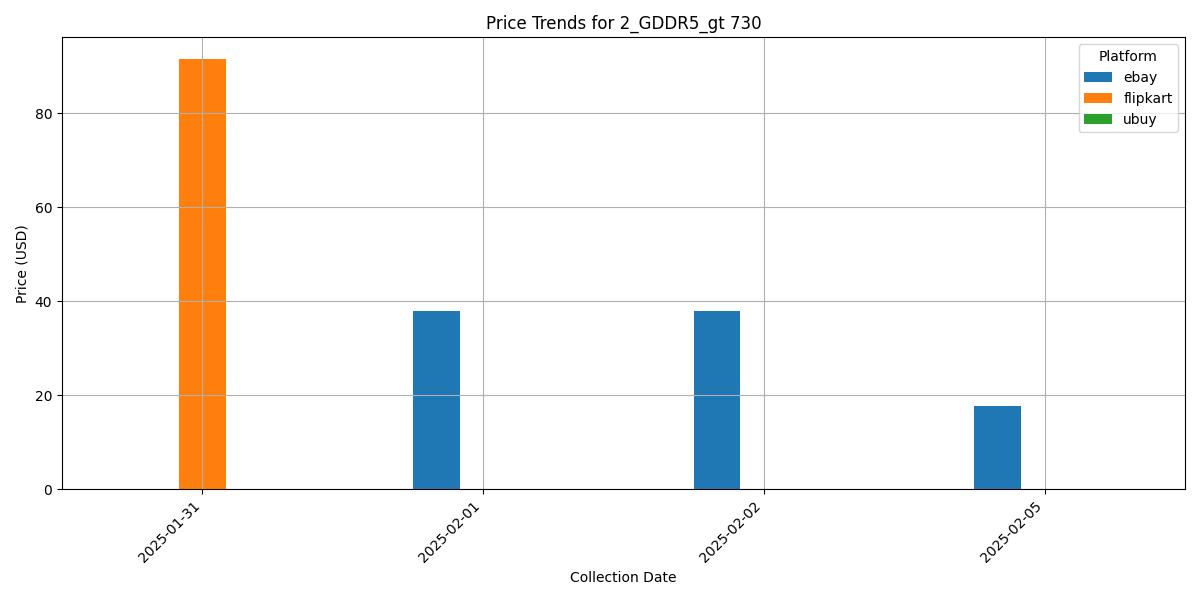 Price Trends for 2_GDDR5_gt 730
Platform
ebay
flipkart
ubuy
Price (USD)
80
60
40
20
0
2025-01-31
2025-02-01
2025-02-02
2025-02-05
Collection Date